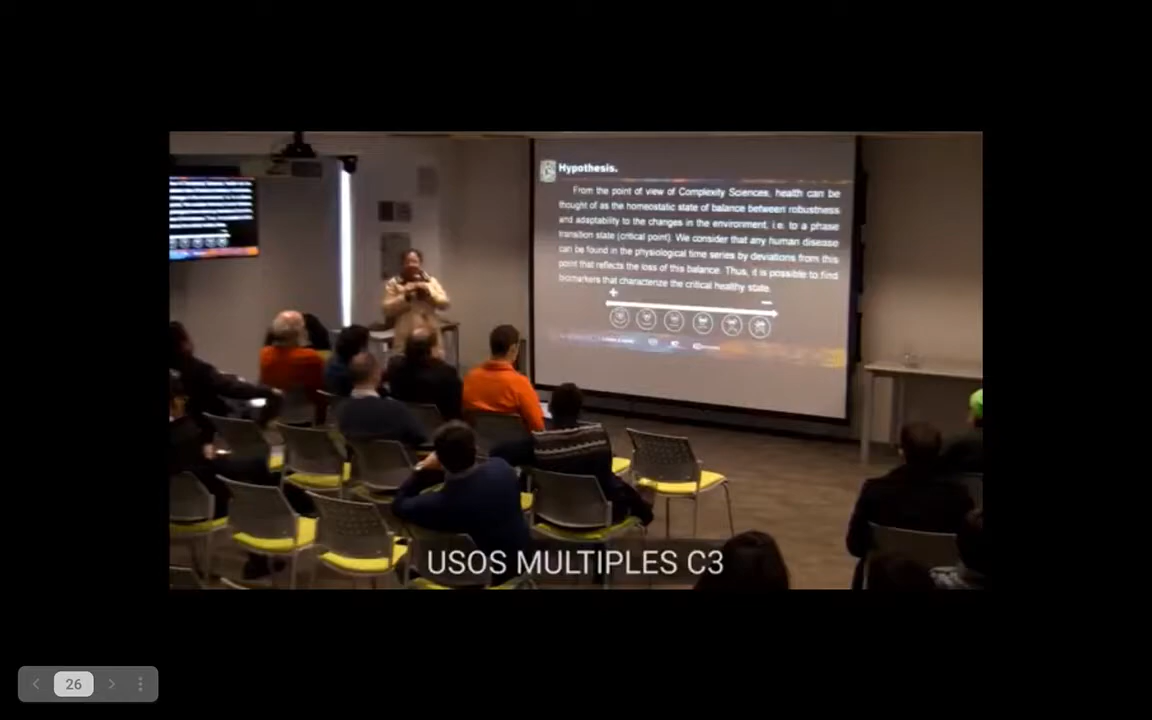 Hypothesis.
From the point of view of Complexity Sciences, health can be
thought of as the homeostatic state of balance between robustness
and adaptability to the changes in the environment, i.e. to a phase
transition state (critical point). We consider that any human disease
can be found in the physiological time series by deviations from this
point that reflects the loss of this balance. Thus, it is possible to find
biomarkers that characterize the critical healthy state.
+ −
USOS MULTIPLES C3
26